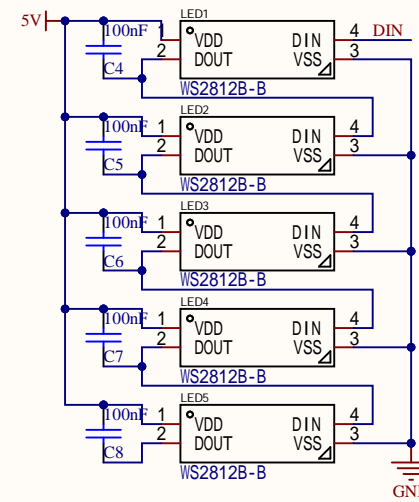 LED1
5V
100nF 1 VDD DIN 4 DIN
2 DOUT VSS 3
C4
WS2812B-B
LED2
100nF 1 VDD DIN 4
2 DOUT VSS 3
C5
WS2812B-B
LED3
100nF 1 VDD DIN 4
2 DOUT VSS 3
C6
WS2812B-B
LED4
100nF 1 VDD DIN 4
2 DOUT VSS 3
C7
WS2812B-B
LED5
100nF 1 VDD DIN 4
2 DOUT VSS 3
C8
WS2812B-B